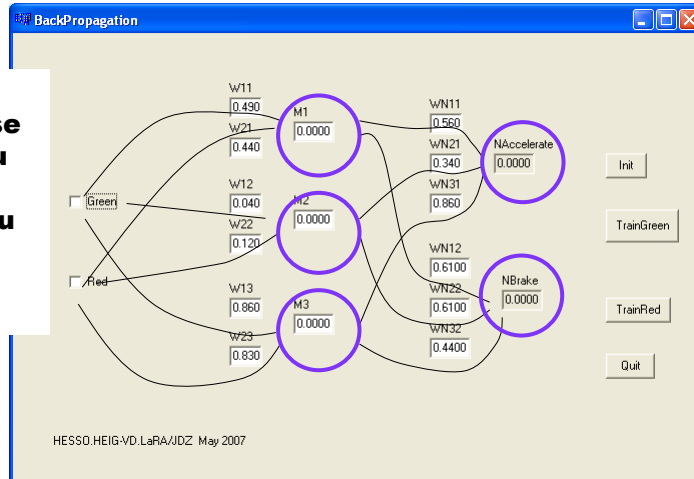 BackPropagation
se
u
u
W11
0.490
W21
0.440
W12
0.040
W22
0.120
W13
0.860
W23
0.830
Green
Red
M1
0.0000
M2
0.0000
M3
0.0000
WN11
0.560
WN21
0.340
WN31
0.860
WN12
0.6100
WN22
0.6100
WN32
0.4400
NAccelerate
0.0000
NBrake
0.0000
Init
TrainGreen
TrainRed
Quit
HESSO.HEIG-VD.LaRA/JDZ May 2007